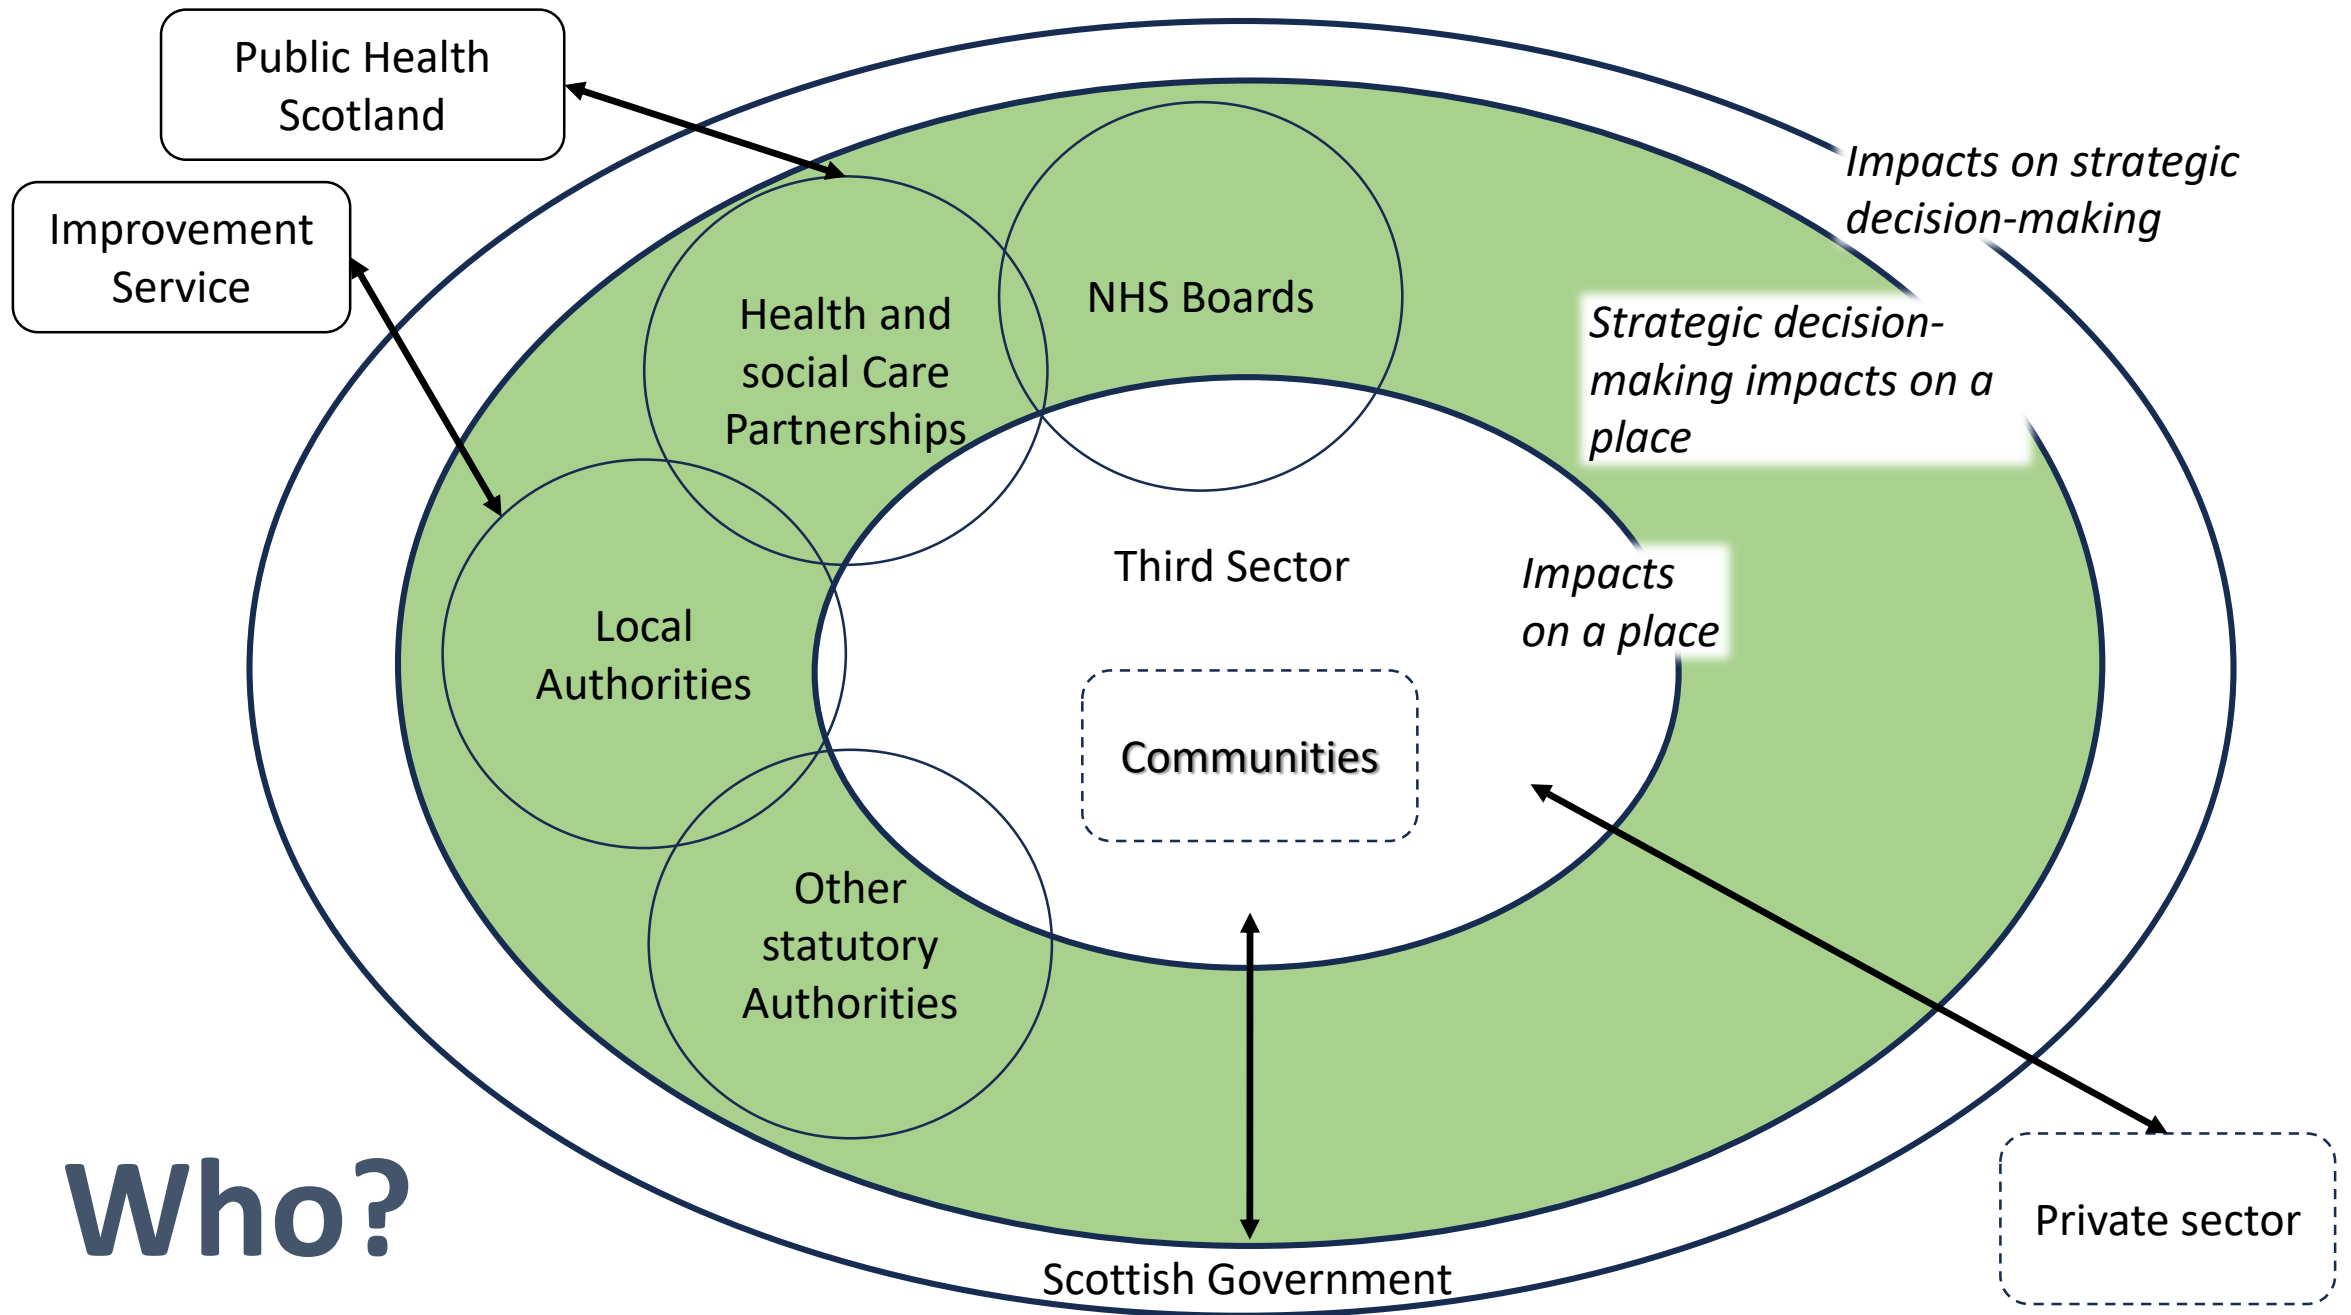 Public Health
Scotland
Improvement
Service
Impacts on strategic
decision-making
NHS Boards
Health and
social Care
Partnerships
Strategic decision-
making impacts on a
place
Third Sector
Impacts
on a place
Local
Authorities
Communities
Other
statutory
Authorities
Who?
Private sector
Scottish Government